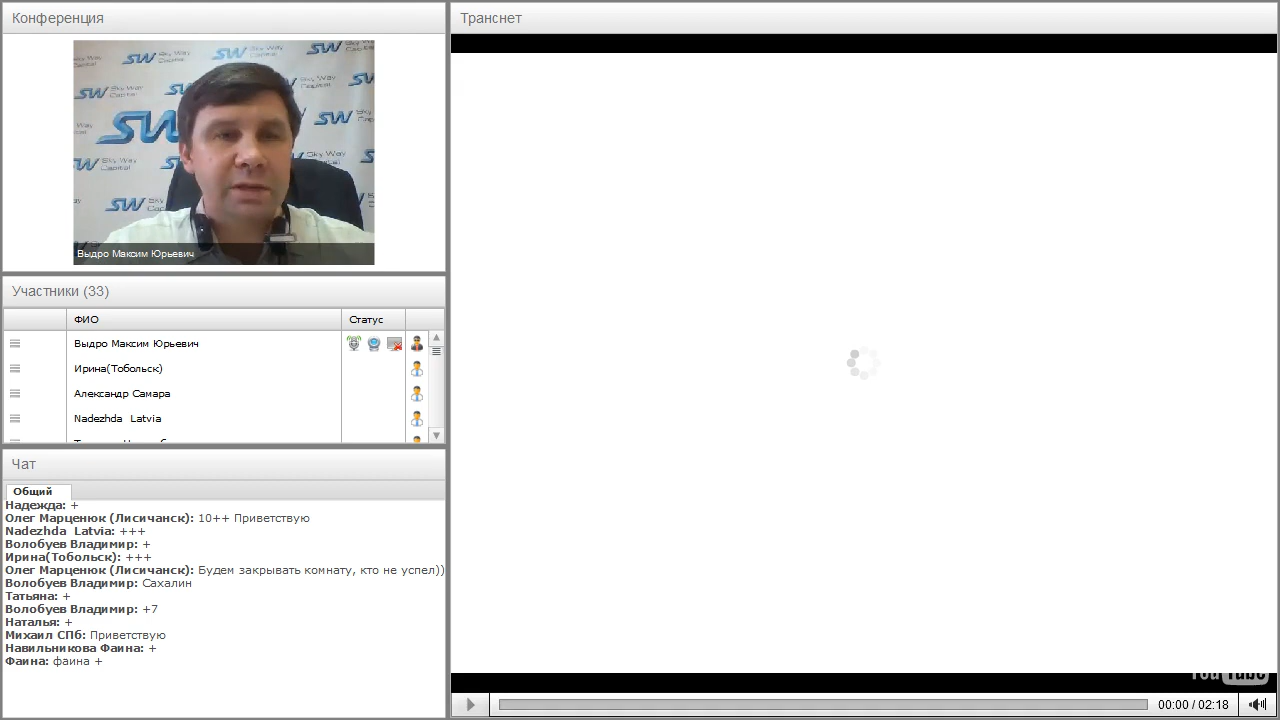 Конференция
SW
Sky Way
Capital
Выдро Максим Юрьевич
Участники (33)
ФИО
Статус
Выдро Максим Юрьевич
Ирина(Тобольск)
Александр Самара
Nadezhda Latvia
Чат
Общий
Надежда: +
Олег Марценюк (Лисичанск): 10++ Приветствую
Nadezhda Latvia: +++
Волобуев Владимир: +
Ирина(Тобольск): +++
Олег Марценюк (Лисичанск): Будем закрывать комнату, кто не успел))
Волобуев Владимир: Сахалин
Татьяна: +
Волобуев Владимир: +7
Наталья: +
Михаил СПб: Приветствую
Навильникова Фаина: +
Фаина: фаина +
Транснет
YouTube
00:00 / 02:18